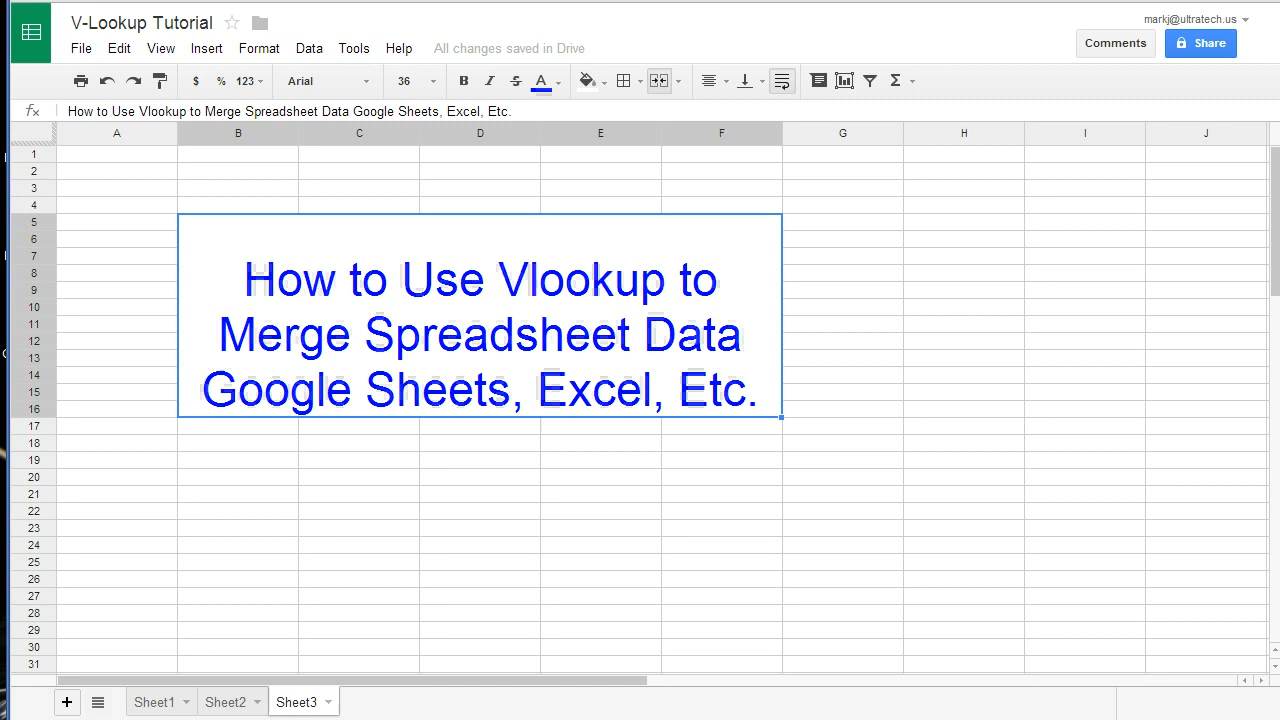 V-Lookup Tutorial
markj@ultratech.us
File Edit View Insert Format Data Tools Help All changes saved in Drive
Comments Share
$ % 123 Arial 36 B I S A Σ
fx How to Use Vlookup to Merge Spreadsheet Data Google Sheets, Excel, Etc.
A B C D E F G H I J
1
2
3
4
5
6
7
8
9
10
11
12
13
14
15
16
17
18
19
20
21
22
23
24
25
26
27
28
29
30
31
How to Use Vlookup to
Merge Spreadsheet Data
Google Sheets, Excel, Etc.
+ Sheet1 Sheet2 Sheet3